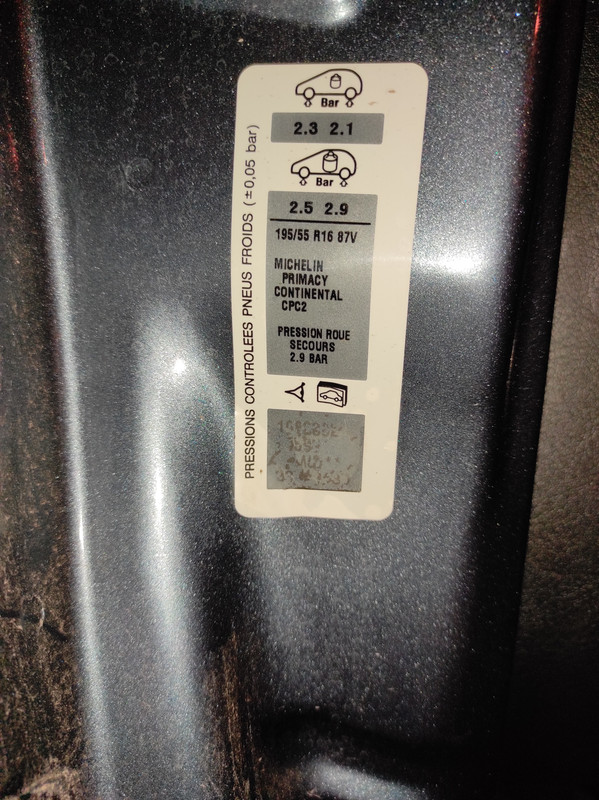 PRESSIONS CONTROLEES PNEUS FROIDS (±0,05 bar)
Bar
2.3 2.1
Bar
2.5 2.9
195/55 R16 87V
MICHELIN
PRIMACY
CONTINENTAL
CPC2
PRESSION ROUE
SECOURS
2.9 BAR